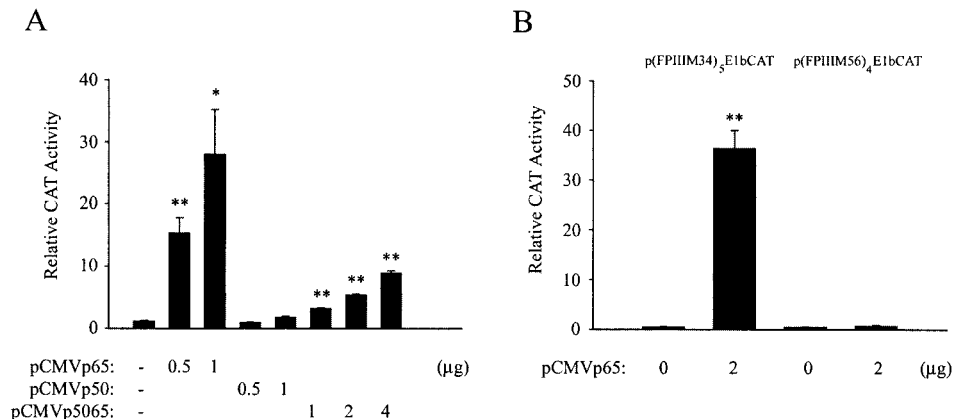 A
Relative CAT Activity
40
30
20
10
0
**
*
**
**
**
pCMVp65: - 0.5 1 (µg)
pCMVp50: - 0.5 1
pCMVp5065: - 1 2 4
B
p(FPIIIM34)5E1bCAT p(FPIIIM56)4E1bCAT
Relative CAT Activity
50
40
30
20
10
0
**
pCMVp65: 0 2 0 2 (µg)